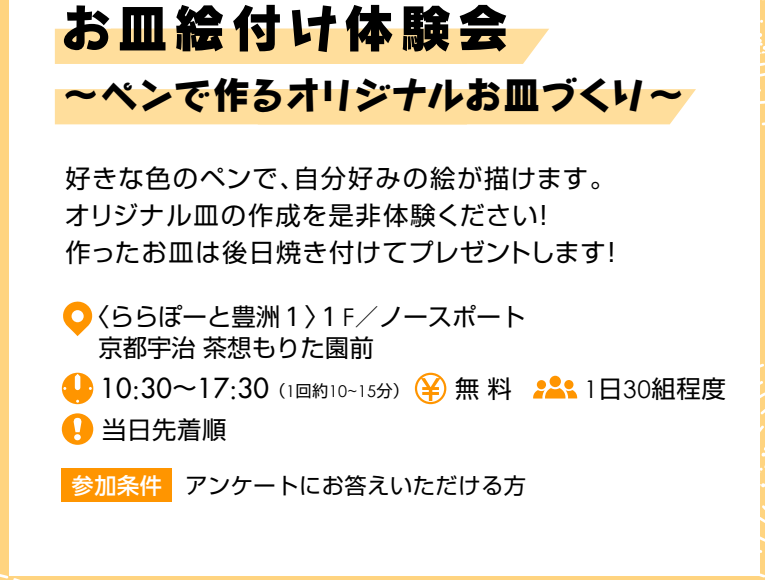 お皿絵付け体験会
～ペンで作るオリジナルお皿づくり～
好きな色のペンで、自分好みの絵が描けます。
オリジナル皿の作成を是非体験ください!
作ったお皿は後日焼き付けてプレゼントします!
〈ららぽーと豊洲1〉1F／ノースポート
京都宇治 茶想もりた園前
10:30～17:30（1回約10~15分） ¥ 無料 1日30組程度
! 当日先着順
参加条件 アンケートにお答えいただける方